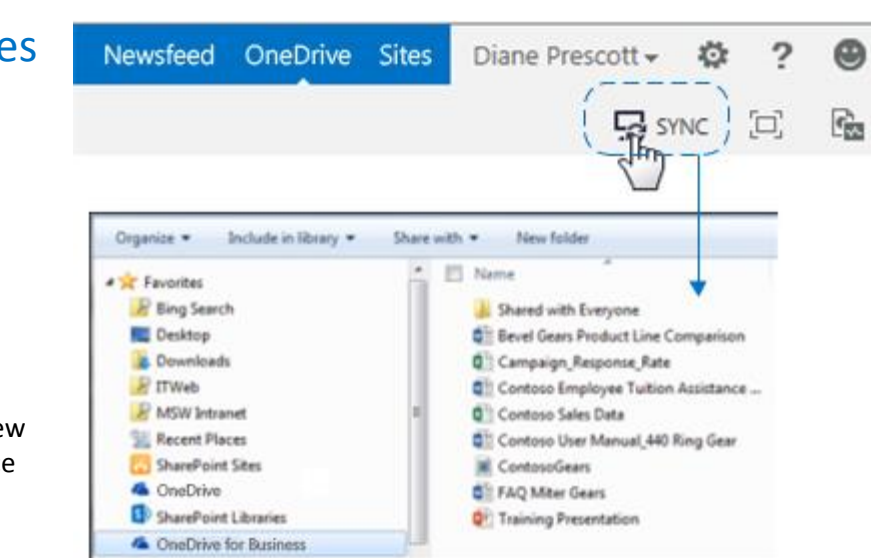 es
Newsfeed OneDrive Sites Diane Prescott ?
SYNC
Organize Include in library Share with New folder
Favorites
Bing Search
Desktop
Downloads
ITWeb
MSW Intranet
Recent Places
SharePoint Sites
OneDrive
SharePoint Libraries
OneDrive for Business
Name
Shared with Everyone
Bevel Gears Product Line Comparison
Campaign_Response_Rate
Contoso Employee Tuition Assistance ...
Contoso Sales Data
Contoso User Manual_440 Ring Gear
ContosoGears
FAQ Miter Gears
Training Presentation
ew
e